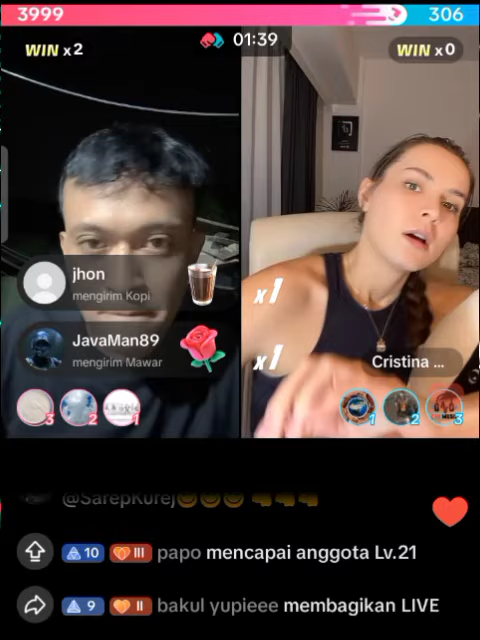 3999 306
WIN x2 01:39 WIN x0
jhon
mengirim Kopi
x1
JavaMan89
mengirim Mawar
x1
Cristina ...
3 2 1 1 2 3
@SarepKurej😊😊😊👇👇👇
10 III papo mencapai anggota Lv.21
9 II bakul yupieee membagikan LIVE